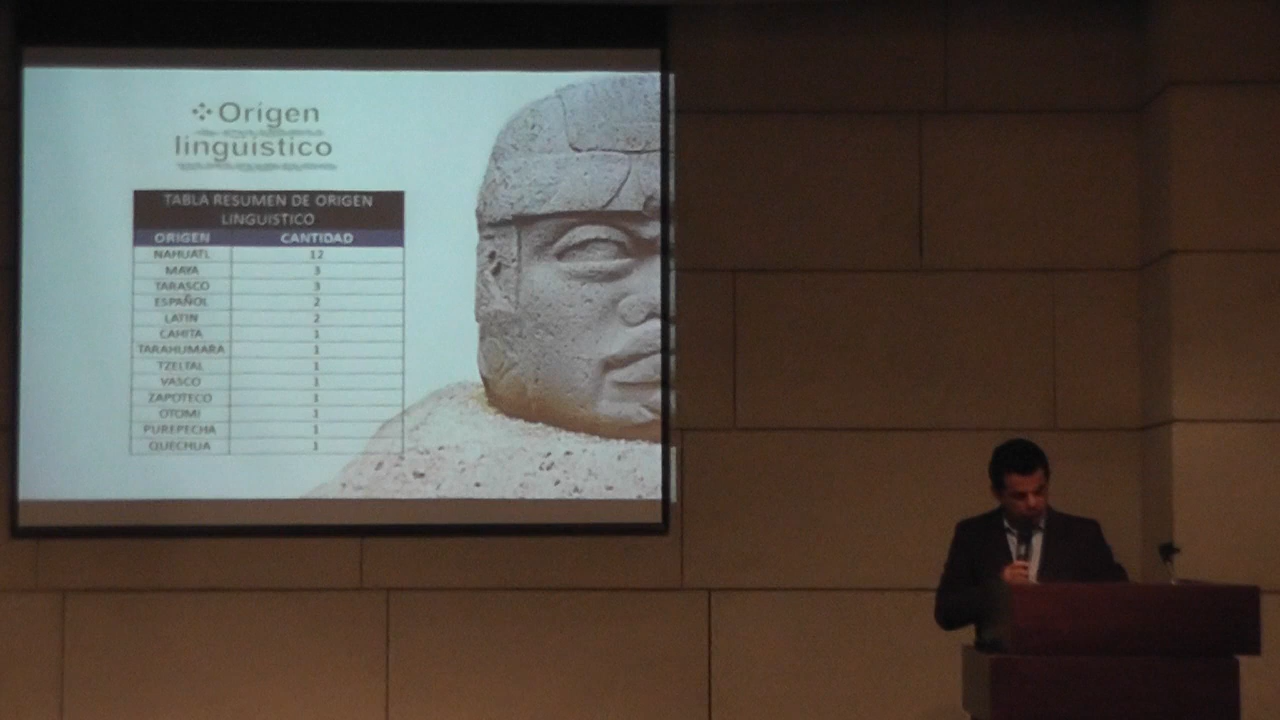 ❖Origen
lingüístico
TABLA RESUMEN DE ORIGEN
LINGUISTICO
ORIGEN CANTIDAD
NAHUATL 12
MAYA 3
TARASCO 3
ESPAÑOL 2
LATIN 2
CAHITA 1
TARAHUMARA 1
TZELTAL 1
VASCO 1
ZAPOTECO 1
OTOMI 1
PUREPECHA 1
QUECHUA 1